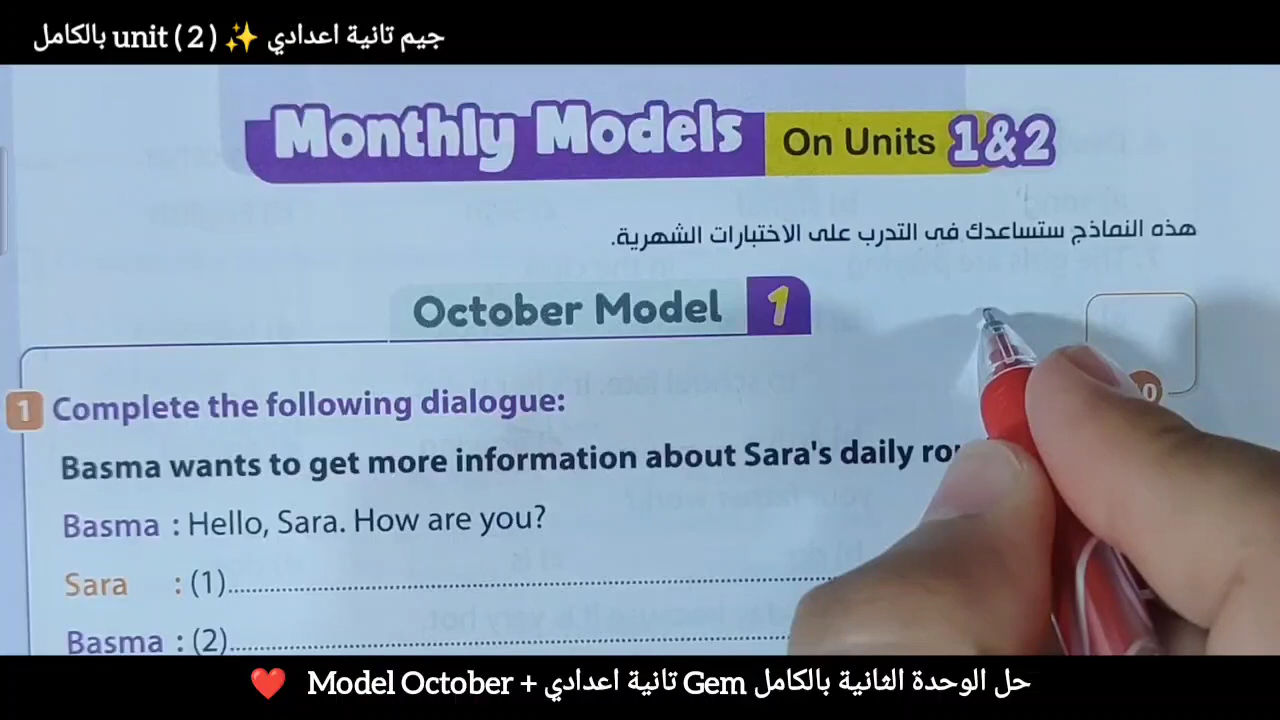 جيم تانية اعدادي ✨ unit ( 2 ) بالكامل
Monthly Models On Units 1&2
هذه النماذج ستساعدك فى التدرب على الاختبارات الشهرية.
October Model 1
1 Complete the following dialogue:
Basma wants to get more information about Sara's daily
Basma : Hello, Sara. How are you?
Sara : (1)........................................
Basma : (2)........................................
حل الوحدة الثانية بالكامل Gem تانية اعدادي + Model October ❤️